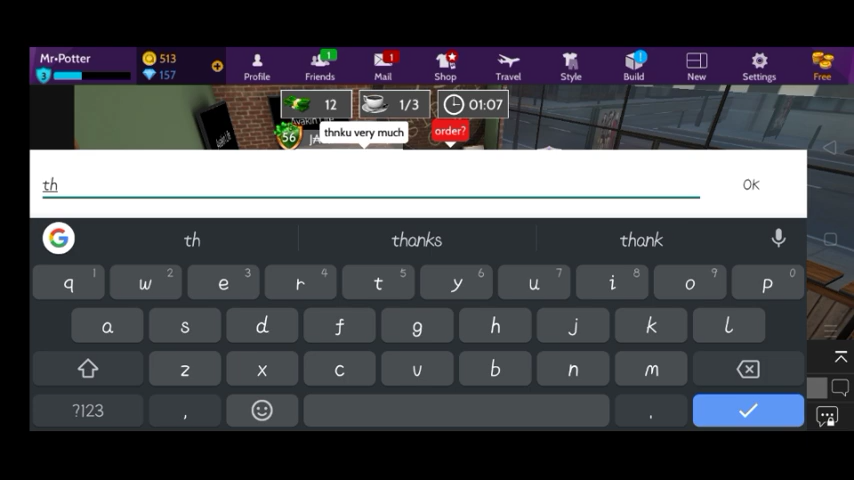 Mr•Potter
513
157
3
Profile
1
Friends
1
Mail
Shop
Travel
Style
!
Build
New
Settings
Free
12
1/3
01:07
56
thnku very much
order?
th
OK
G
th thanks thank
q 1 w 2 e 3 r 4 t 5 y 6 u 7 i 8 o 9 p 0
a s d f g h j k l
z x c v b n m
?123 , .